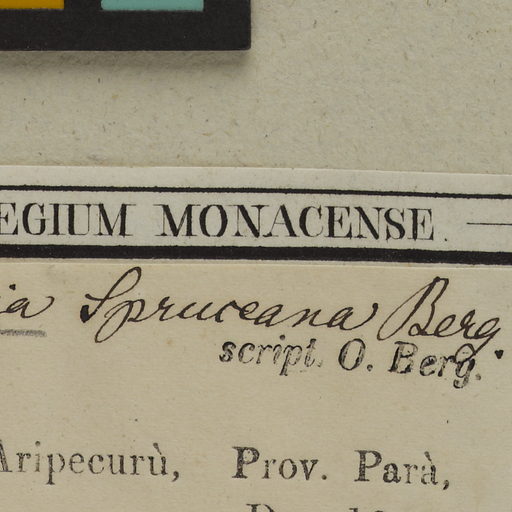 EGIUM MONACENSE.
ia Spruceana Berg.
script. O. Berg.
Aripecurù, Prov. Parà,